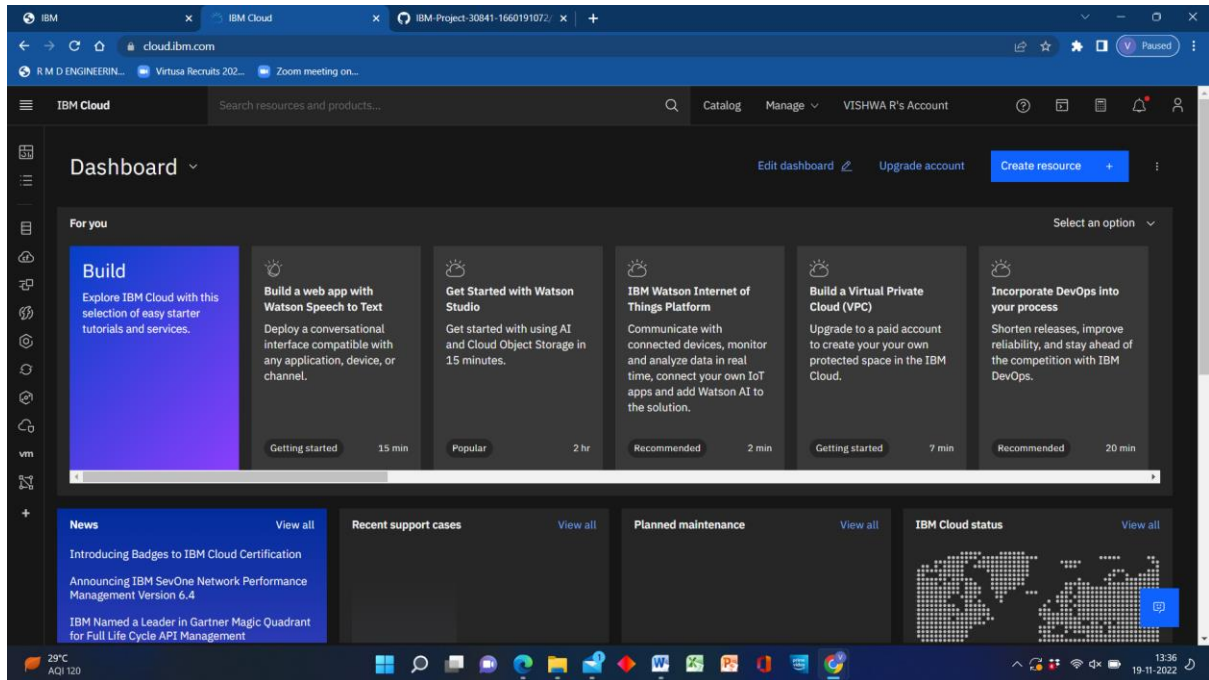 IBM
IBM Cloud
IBM-Project-30841-1660191072/
cloud.ibm.com
V Paused
R M D ENGINEERIN...
Virtusa Recruits 202...
Zoom meeting on...
IBM Cloud
Search resources and products...
Catalog
Manage
VISHWA R's Account
Dashboard
Edit dashboard
Upgrade account
Create resource +
For you
Select an option
Build
Explore IBM Cloud with this
selection of easy starter
tutorials and services.
Build a web app with
Watson Speech to Text
Deploy a conversational
interface compatible with
any application, device, or
channel.
Getting started 15 min
Get Started with Watson
Studio
Get started with using AI
and Cloud Object Storage in
15 minutes.
Popular 2 hr
IBM Watson Internet of
Things Platform
Communicate with
connected devices, monitor
and analyze data in real
time, connect your own IoT
apps and add Watson AI to
the solution.
Recommended 2 min
Build a Virtual Private
Cloud (VPC)
Upgrade to a paid account
to create your your own
protected space in the IBM
Cloud.
Getting started 7 min
Incorporate DevOps into
your process
Shorten releases, improve
reliability, and stay ahead of
the competition with IBM
DevOps.
Recommended 20 min
vm
News View all
Introducing Badges to IBM Cloud Certification
Announcing IBM SevOne Network Performance
Management Version 6.4
IBM Named a Leader in Gartner Magic Quadrant
for Full Life Cycle API Management
Recent support cases View all
Planned maintenance View all
IBM Cloud status View all
29°C
AQI 120
13:36
19-11-2022